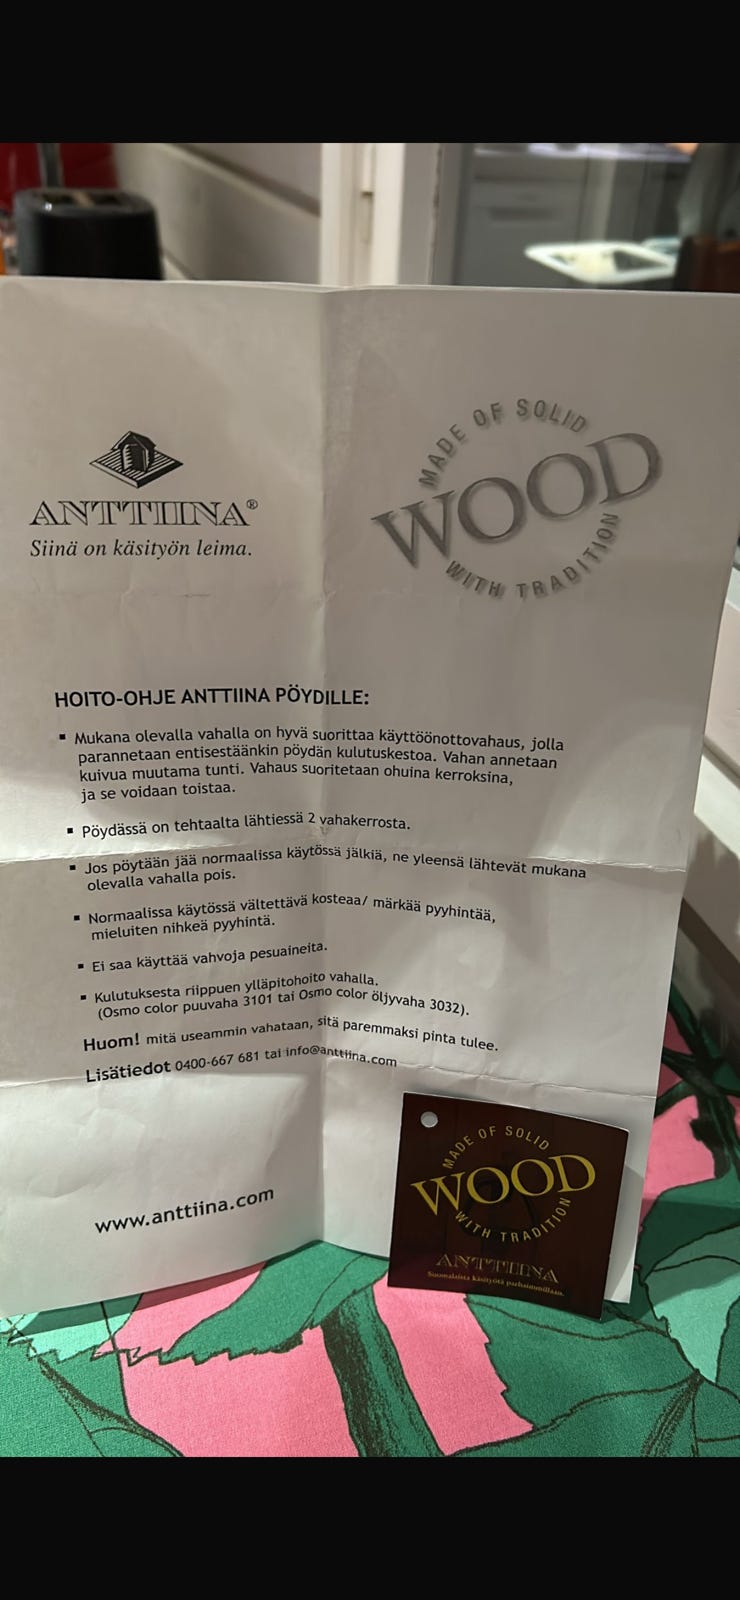 ANTTIINA®
Siinä on käsityön leima.
MADE OF SOLID
WOOD
WITH TRADITION
HOITO-OHJE ANTTIINA PÖYDILLE:
▪ Mukana olevalla vahalla on hyvä suorittaa käyttöönottovahaus, jolla
parannetaan entisestäänkin pöydän kulutuskestoa. Vahan annetaan
kuivua muutama tunti. Vahaus suoritetaan ohuina kerroksina,
ja se voidaan toistaa.
▪ Pöydässä on tehtaalta lähtiessä 2 vahakerrosta.
▪ Jos pöytään jää normaalissa käytössä jälkiä, ne yleensä lähtevät mukana
olevalla vahalla pois.
▪ Normaalissa käytössä vältettävä kosteaa/ märkää pyyhintää,
mieluiten nihkeä pyyhintä.
▪ Ei saa käyttää vahvoja pesuaineita.
▪ Kulutuksesta riippuen ylläpitohoito vahalla.
(Osmo color puuvaha 3101 tai Osmo color öljyvaha 3032).
Huom! mitä useammin vahataan, sitä paremmaksi pinta tulee.
Lisätiedot 0400-667 681 tai info@anttiina.com
www.anttiina.com
MADE OF SOLID
WOOD
WITH TRADITION
ANTTIINA
Suomalaista käsityötä parhaimmillaan.